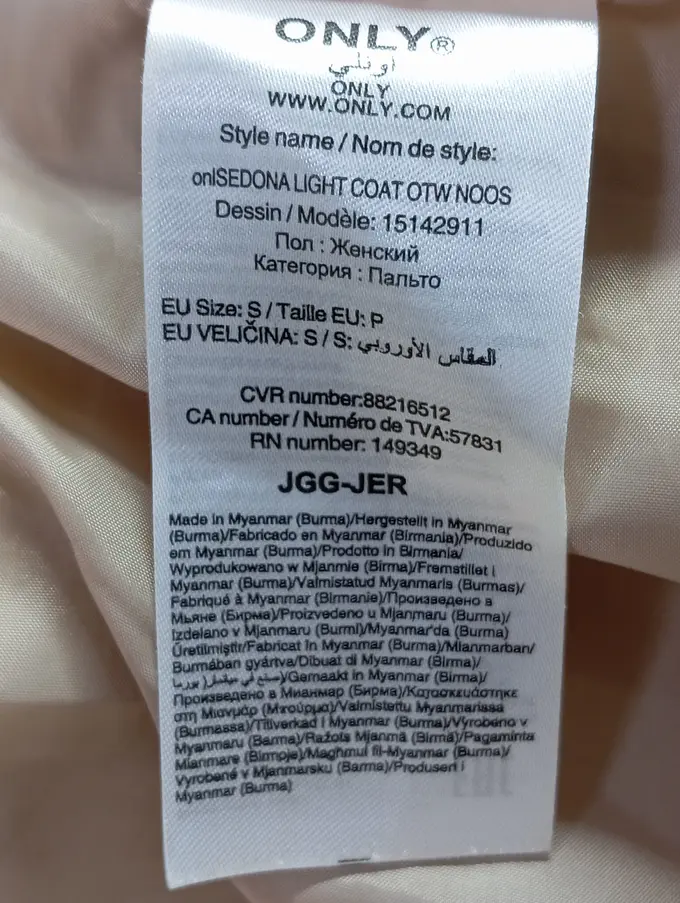 ONLY®
اونلي
ONLY
WWW.ONLY.COM
Style name / Nom de style:
onlSEDONA LIGHT COAT OTW NOOS
Dessin / Modèle: 15142911
Пол : Женский
Категория : Пальто
EU Size: S / Taille EU: P
EU VELIČINA: S / S: المقاس الأوروبي
CVR number:88216512
CA number / Numéro de TVA:57831
RN number: 149349
JGG-JER
Made in Myanmar (Burma)/Hergestellt in Myanmar
(Burma)/Fabricado en Myanmar (Birmania)/Produzido
em Myanmar (Burma)/Prodotto in Birmania/
Wyprodukowano w Mjanmie (Birma)/Fremstillet i
Myanmar (Burma)/Valmistatud Myanmaris (Burmas)/
Fabriqué à Myanmar (Birmanie)/Произведено в
Мьяне (Бирма)/Proizvedeno u Mjanmaru (Burma)/
Izdelano v Mjanmaru (Burmi)/Myanmar'da (Burma)
Üretilmiştir/Fabricat în Myanmar (Burma)/Mianmarban/
Burmában gyártva/Dibuat di Myanmar (Birma)/
صنع في ميانمار( بورما)/Gemaakt in Myanmar (Birma)/
Произведено в Мианмар (Бирма)/Κατασκευάστηκε
στη Μιανμάρ (Μπούρμα)/Valmistettu Myanmarissa
(Burmassa)/Tillverkad i Myanmar (Burma)/Vyrobeno v
Myanmaru (Barma)/Ražots Mjanmā (Birmā)/Pagaminta
Mianmare (Birmoje)/Maghmul fil-Myanmar (Burma)/
Vyrobené v Mjanmarsku (Barma)/Produsert i
Myanmar (Burma)